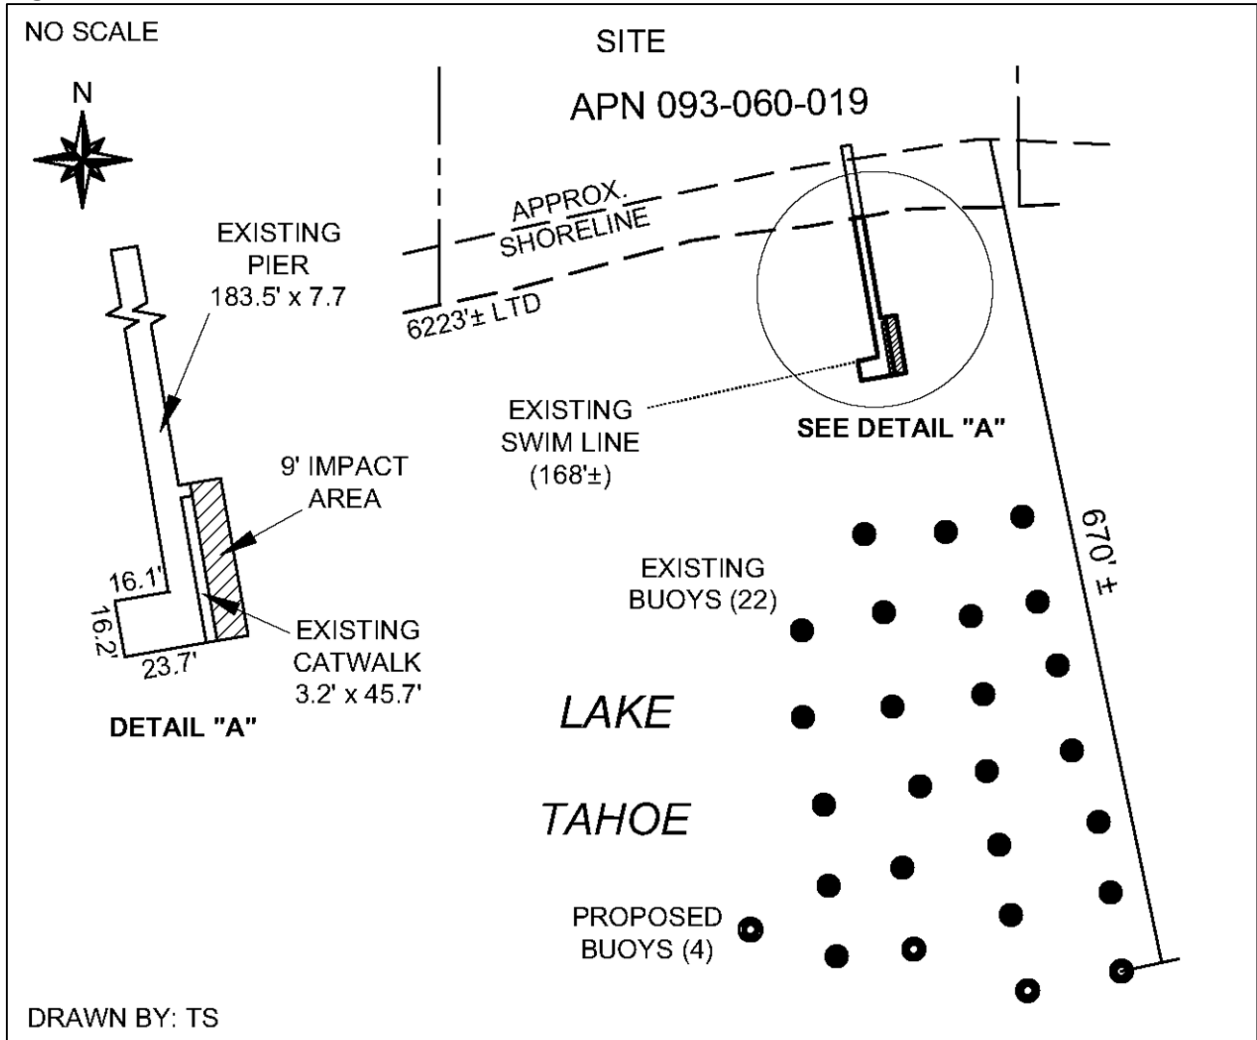 NO SCALE
SITE
N
APN 093-060-019
APPROX.
SHORELINE
EXISTING
PIER
183.5' x 7.7
6223'± LTD
EXISTING
SWIM LINE
(168'±)
SEE DETAIL "A"
9' IMPACT
AREA
670' ±
EXISTING
BUOYS (22)
16.1'
16.2'
23.7'
EXISTING
CATWALK
3.2' x 45.7'
DETAIL "A"
LAKE
TAHOE
PROPOSED
BUOYS (4)
DRAWN BY: TS